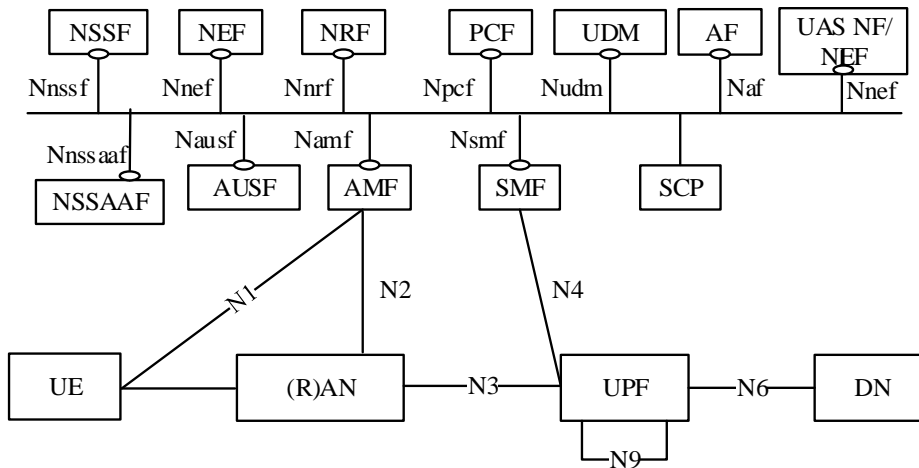 NSSF
NEF
NRF
PCF
UDM
AF
UAS NF/
NEF
Nnssf
Nnef
Nnrf
Npcf
Nudm
Naf
Nnef
Nnssaaf
Nausf
Namf
Nsmf
NSSAAF
AUSF
AMF
SMF
SCP
N1
N2
N4
UE
(R)AN
N3
UPF
N6
DN
N9